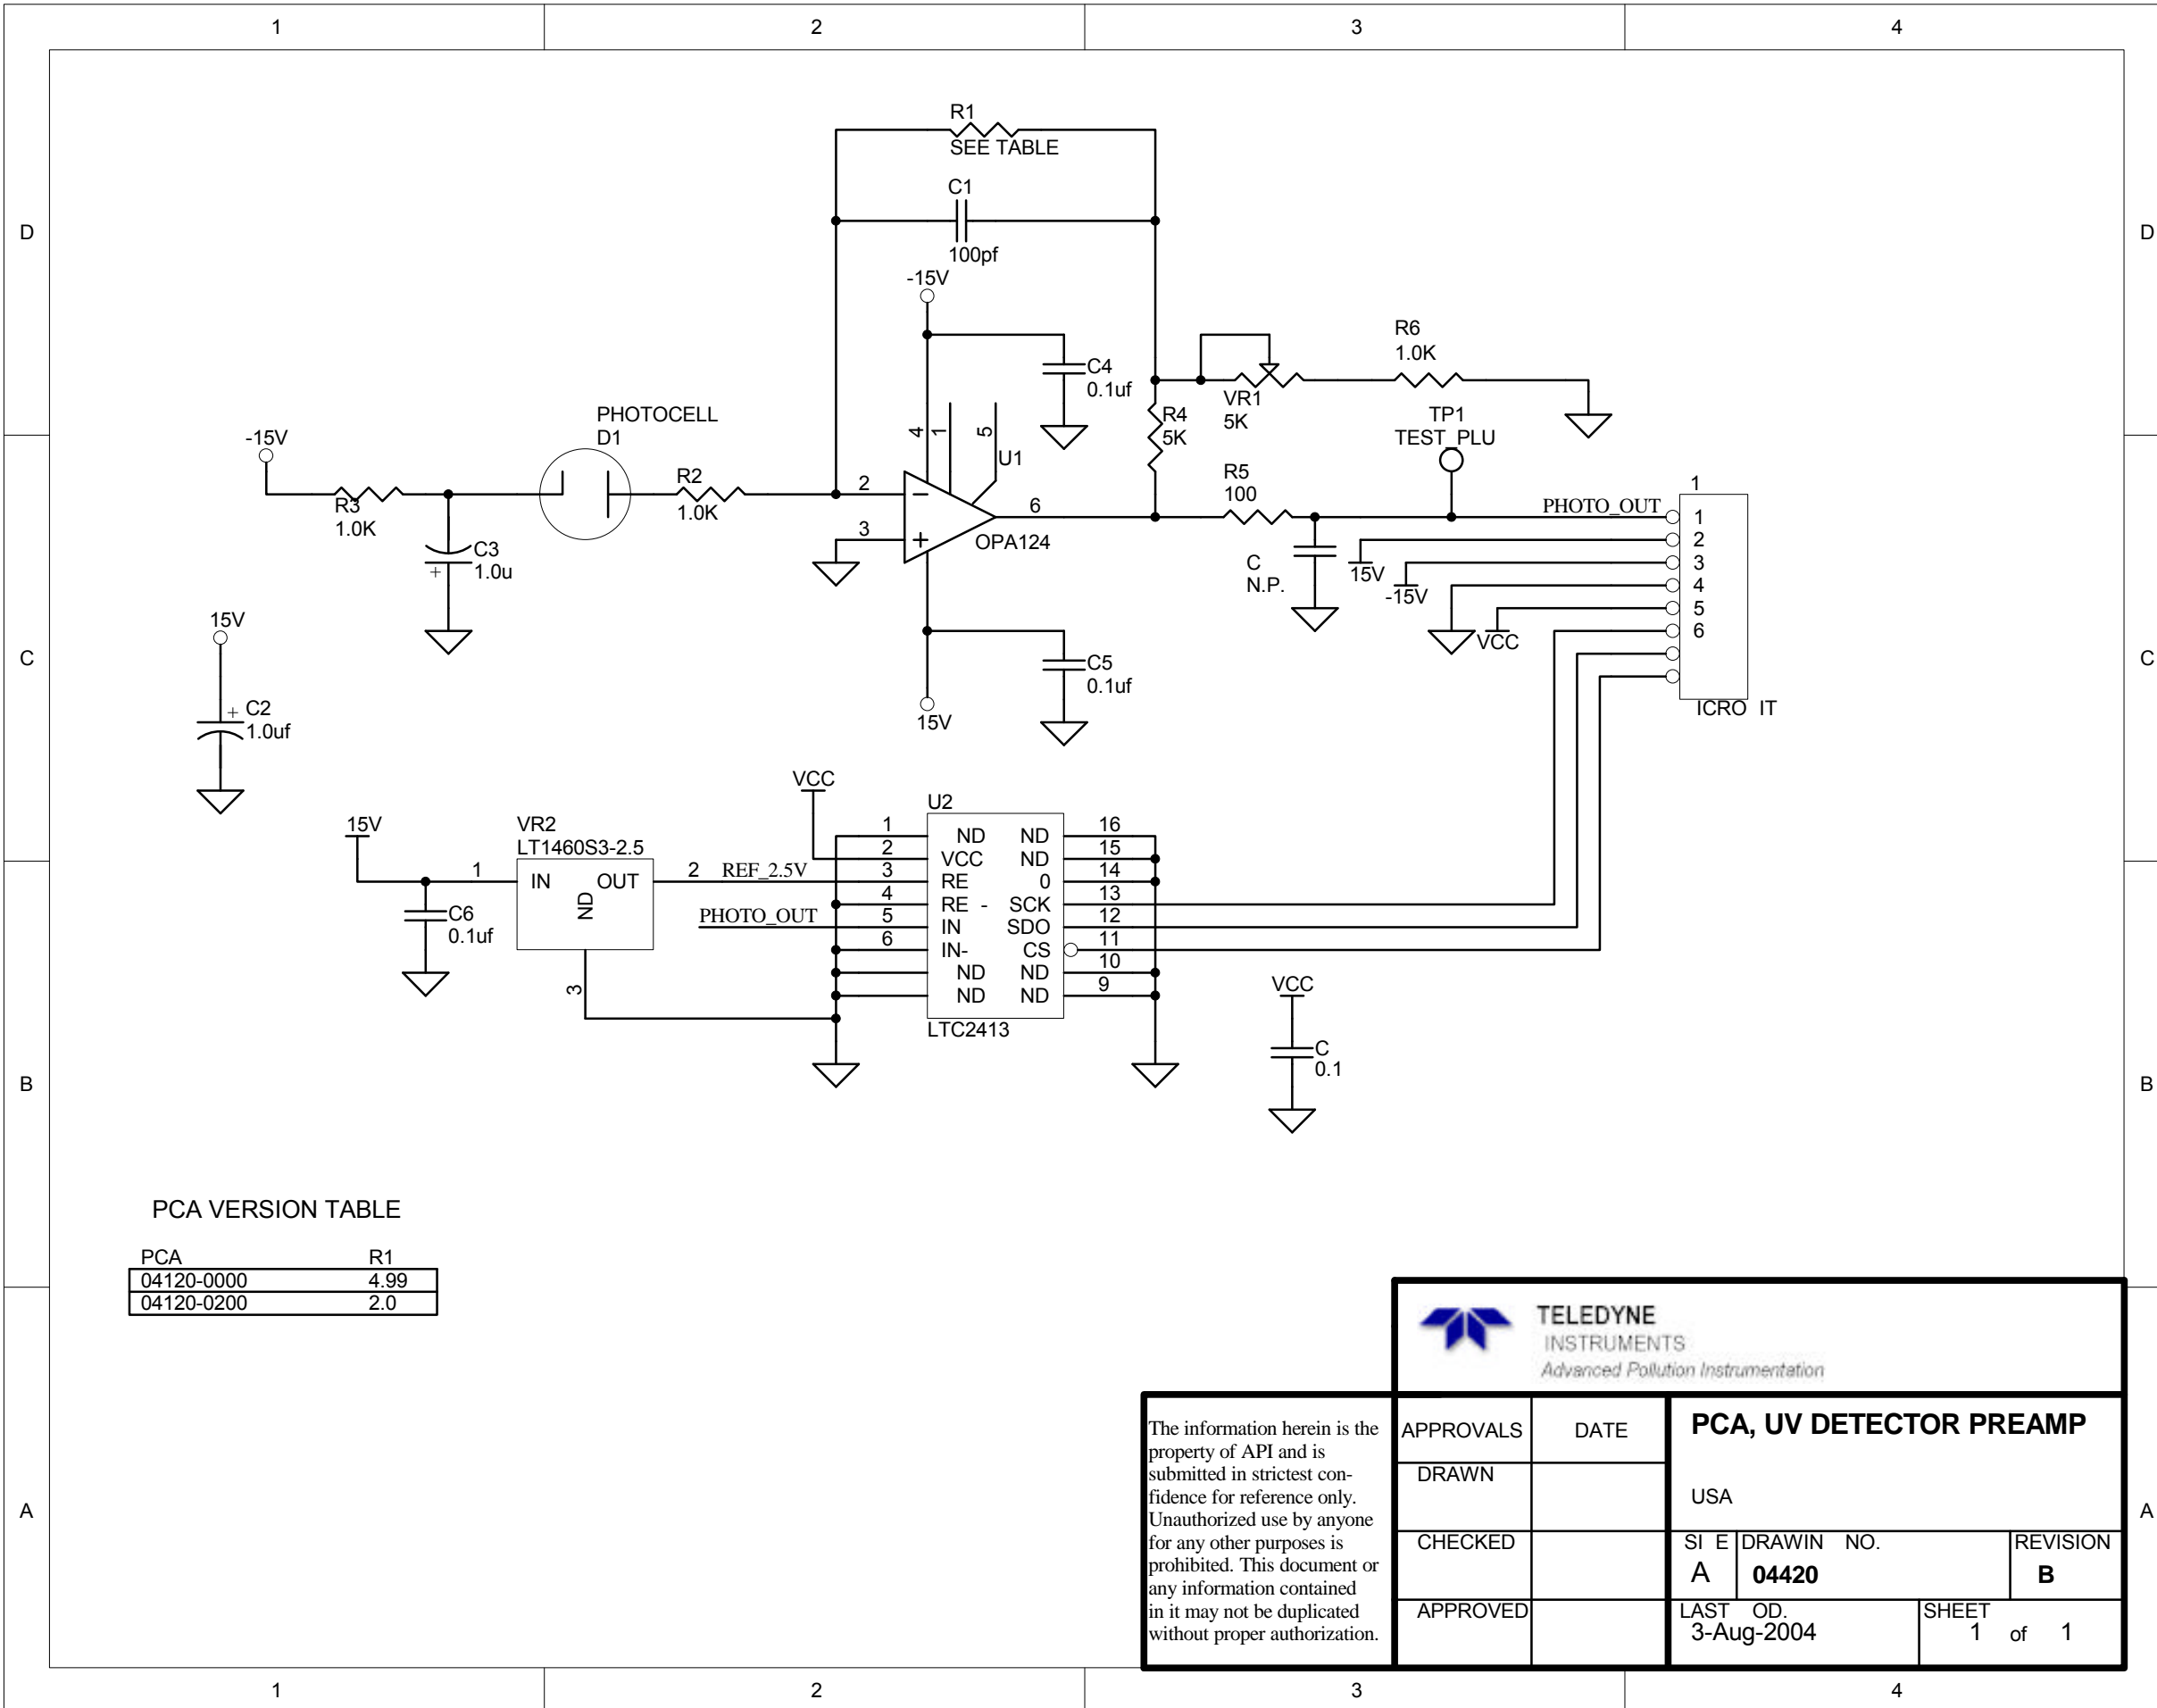 1 2 3 4
D D
C C
B B
A A
R1
SEE TABLE
C1
100pf
-15V
C4
0.1uf
R6
1.0K
VR1
5K
R4
5K
TP1
TEST_PLU
PHOTOCELL
D1
-15V
R3
1.0K
R2
1.0K
C3
1.0u
+
4
1
5
U1
2
3
6
−
+
OPA124
R5
100
C
N.P.
PHOTO_OUT
15V
-15V
VCC
1
1
2
3
4
5
6
ICRO IT
15V
+ C2
1.0uf
C5
0.1uf
15V
15V
VR2
LT1460S3-2.5
1 IN OUT 2 REF_2.5V
ND
3
C6
0.1uf
PHOTO_OUT
VCC
U2
1 ND ND 16
2 VCC ND 15
3 RE 0 14
4 RE - SCK 13
5 IN SDO 12
6 IN- CS 11
ND ND 10
ND ND 9
LTC2413
VCC
C
0.1
PCA VERSION TABLE
PCA R1
04120-0000 4.99
04120-0200 2.0
TELEDYNE
INSTRUMENTS
Advanced Pollution Instrumentation
The information herein is the
property of API and is
submitted in strictest con-
fidence for reference only.
Unauthorized use by anyone
for any other purposes is
prohibited. This document or
any information contained
in it may not be duplicated
without proper authorization.
APPROVALS DATE
DRAWN
CHECKED
APPROVED
PCA, UV DETECTOR PREAMP
USA
SI E DRAWIN NO. REVISION
A 04420 B
LAST OD. SHEET
3-Aug-2004 1 of 1
1 2 3 4